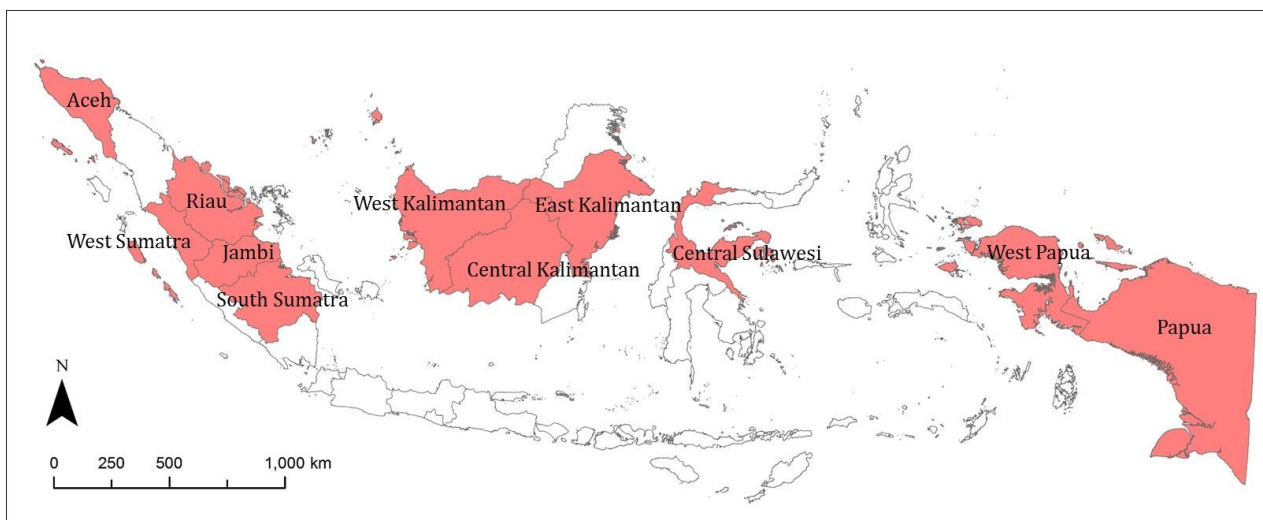 Aceh
Riau
West Kalimantan
East Kalimantan
West Sumatra
Jambi
Central Sulawesi
West Papua
Central Kalimantan
South Sumatra
Papua
N
0 250 500 1,000 km